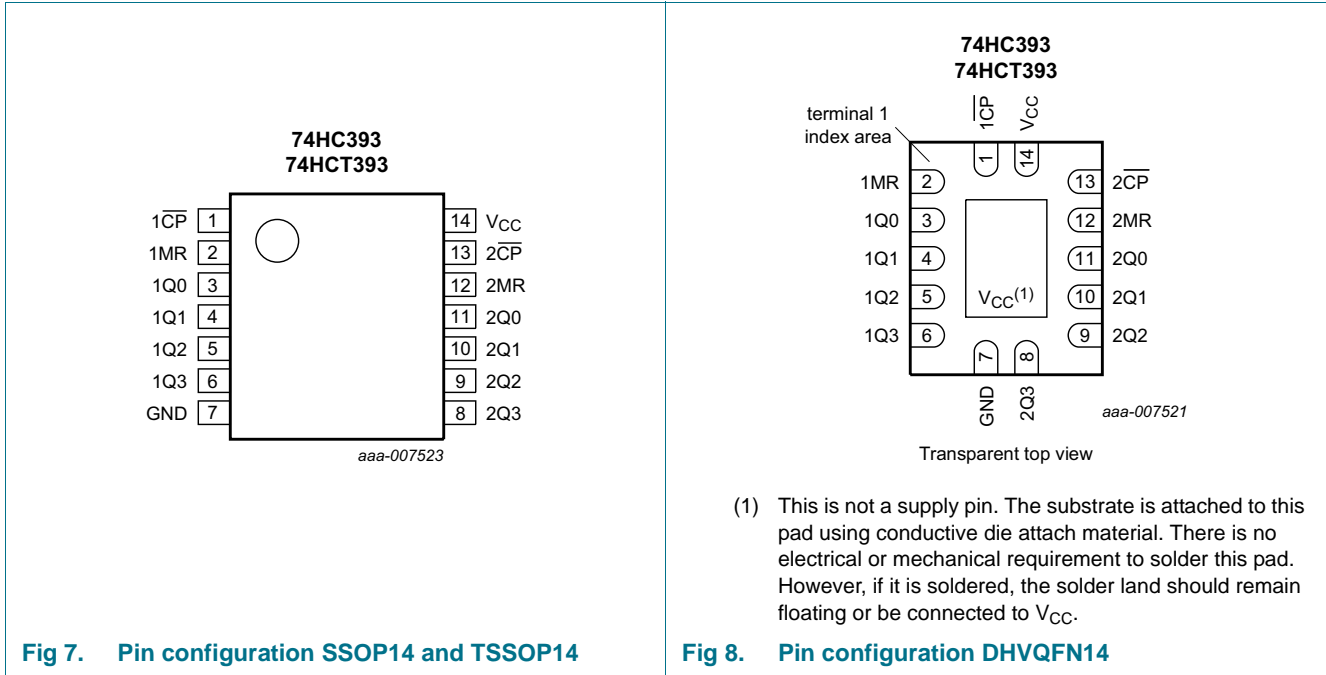 74HC393
74HCT393
1C̅P̅ 1
1MR 2
1Q0 3
1Q1 4
1Q2 5
1Q3 6
GND 7
14 VCC
13 2C̅P̅
12 2MR
11 2Q0
10 2Q1
9 2Q2
8 2Q3
aaa-007523
Fig 7. Pin configuration SSOP14 and TSSOP14
74HC393
74HCT393
terminal 1
index area
1̅CP
VCC
1
14
1MR 2
1Q0 3
1Q1 4
1Q2 5
1Q3 6
13 2C̅P̅
12 2MR
11 2Q0
10 2Q1
9 2Q2
VCC(1)
7
8
GND
2Q3
aaa-007521
Transparent top view
(1) This is not a supply pin. The substrate is attached to this
pad using conductive die attach material. There is no
electrical or mechanical requirement to solder this pad.
However, if it is soldered, the solder land should remain
floating or be connected to VCC.
Fig 8. Pin configuration DHVQFN14